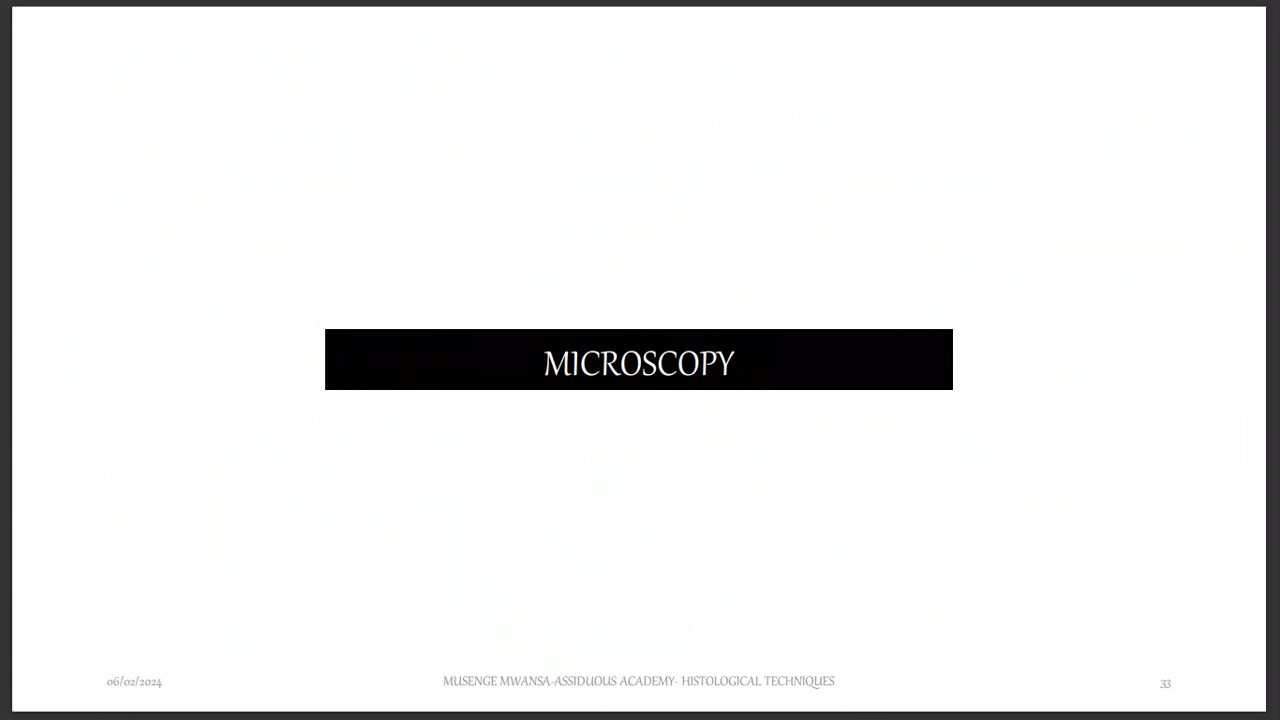 MICROSCOPY
06/02/2024
MUSENGE MWANSA-ASSIDUOUS ACADEMY- HISTOLOGICAL TECHNIQUES
33